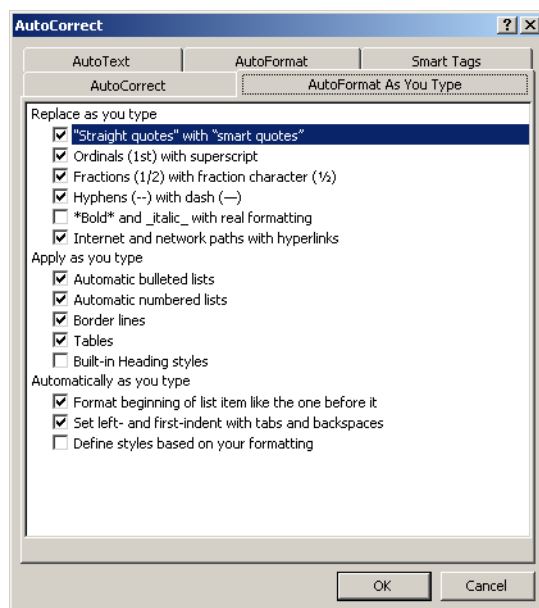 AutoCorrect
AutoText AutoFormat Smart Tags
AutoCorrect AutoFormat As You Type
Replace as you type
"Straight quotes" with “smart quotes”
Ordinals (1st) with superscript
Fractions (1/2) with fraction character (½)
Hyphens (--) with dash (—)
*Bold* and _italic_ with real formatting
Internet and network paths with hyperlinks
Apply as you type
Automatic bulleted lists
Automatic numbered lists
Border lines
Tables
Built-in Heading styles
Automatically as you type
Format beginning of list item like the one before it
Set left- and first-indent with tabs and backspaces
Define styles based on your formatting
OK Cancel